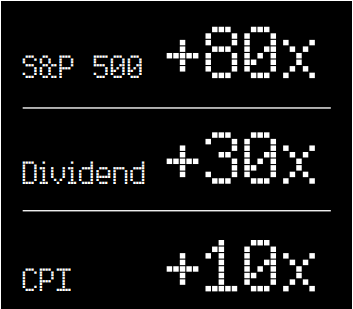 S&P 500 +80x
Dividend +30x
CPI +10x